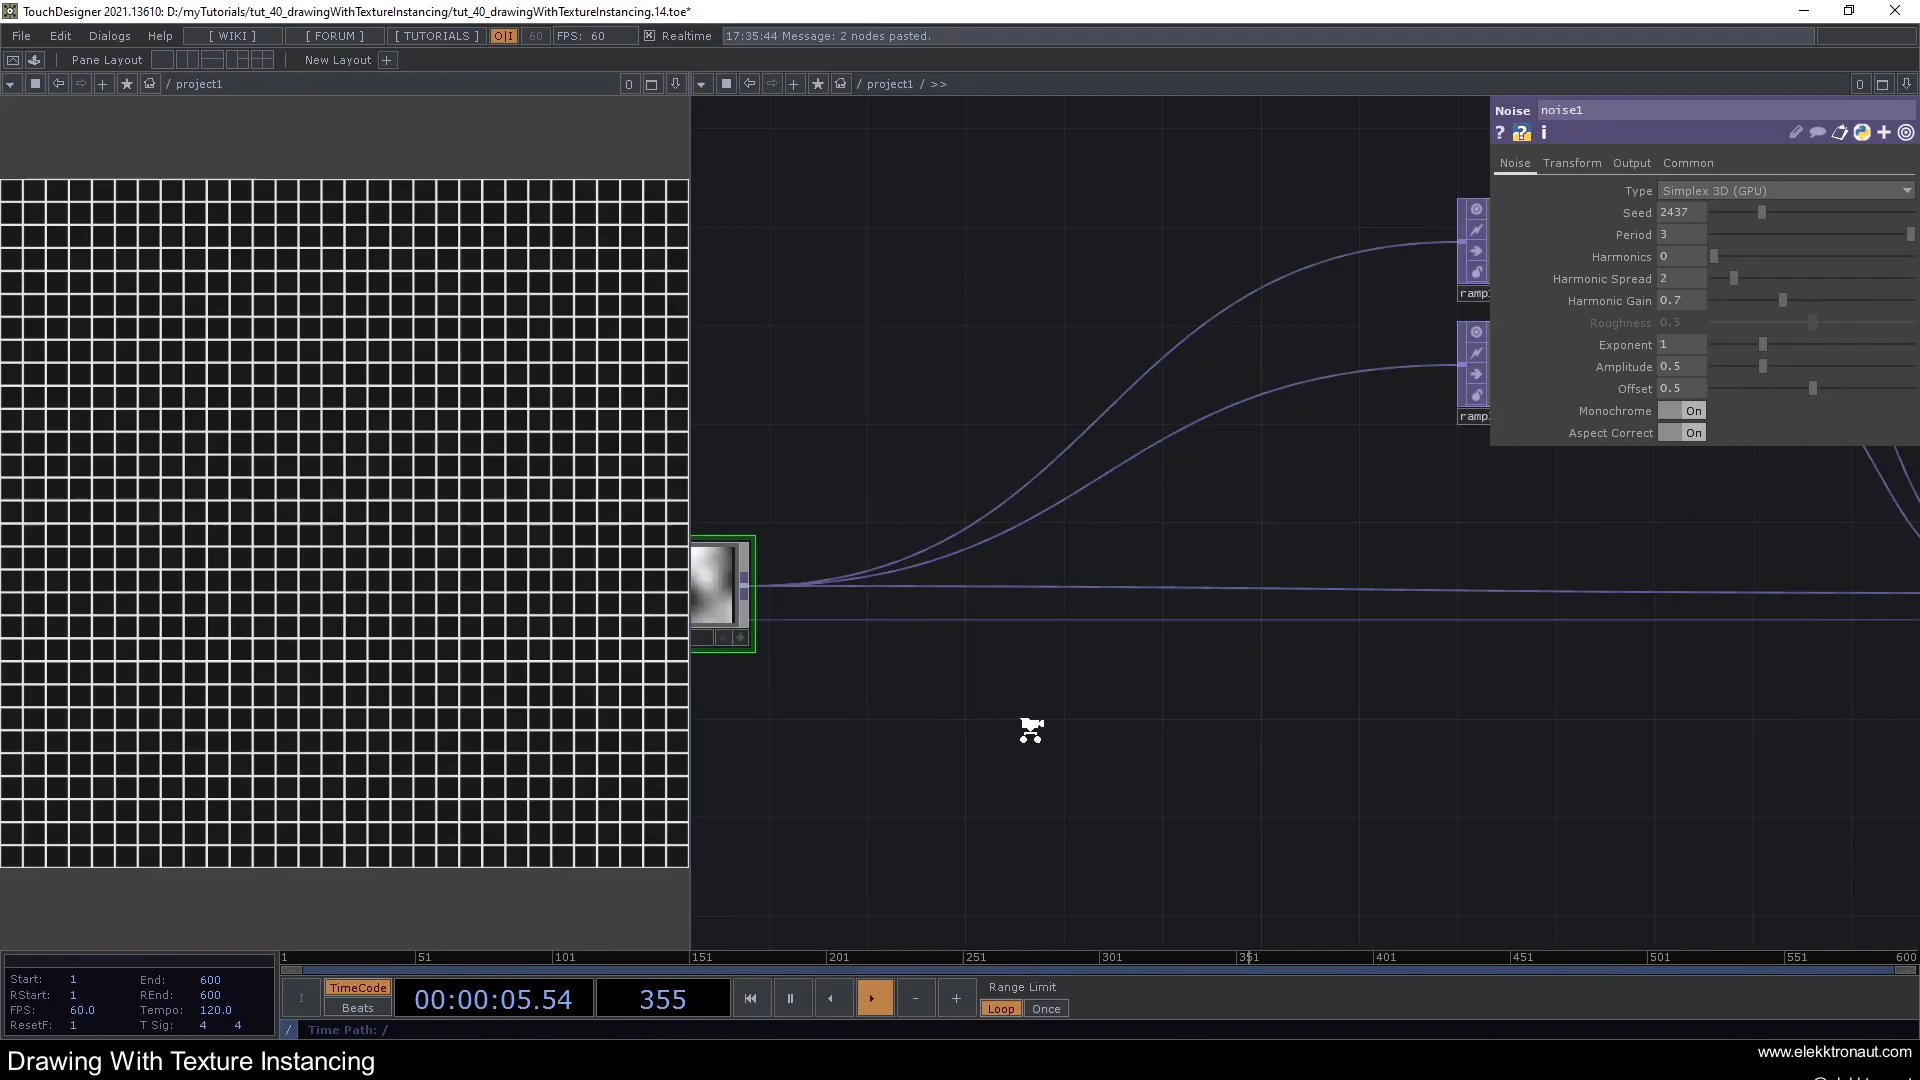 TouchDesigner 2021.13610: D:/myTutorials/tut_40_drawingWithTextureInstancing/tut_40_drawingWithTextureInstancing.14.toe*
File Edit Dialogs Help [ WIKI ] [ FORUM ] [ TUTORIALS ] O|I 60 FPS: 60 Realtime 17:35:44 Message: 2 nodes pasted.
Pane Layout New Layout +
/ project1 0 / project1 / >> 0
Noise noise1
? ? i
Noise Transform Output Common
Type Simplex 3D (GPU)
Seed 2437
Period 3
Harmonics 0
Harmonic Spread 2
Harmonic Gain 0.7
Roughness 0.5
Exponent 1
Amplitude 0.5
Offset 0.5
Monochrome On
Aspect Correct On
ramp
ramp
1 51 101 151 201 251 301 351 401 451 501 551 600
Start: 1 End: 600
RStart: 1 REnd: 600
FPS: 60.0 Tempo: 120.0
ResetF: 1 T Sig: 4 4
I TimeCode Beats 00:00:05.54 355 - + Range Limit Loop Once
/ Time Path: /
Drawing With Texture Instancing
www.elekktronaut.com